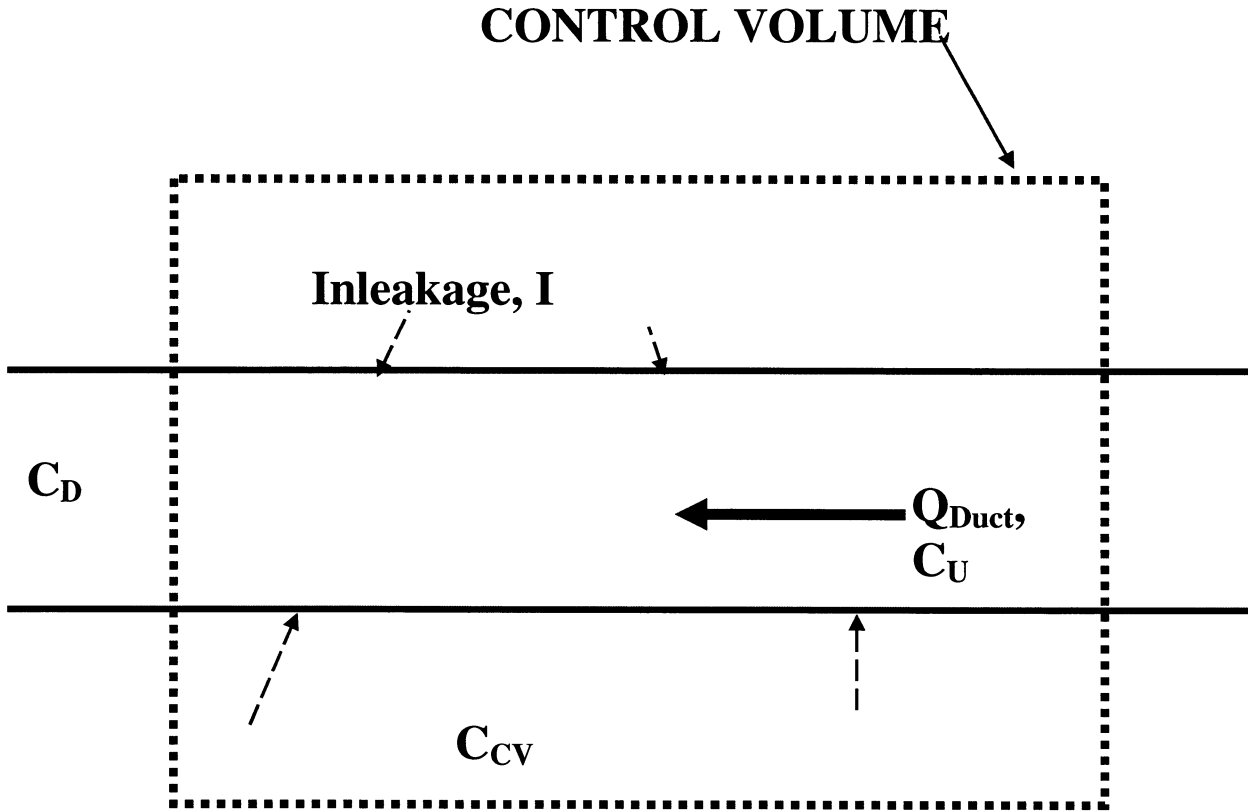 CONTROL VOLUME
Inleakage, I
C_D
Q_Duct,
C_U
C_CV